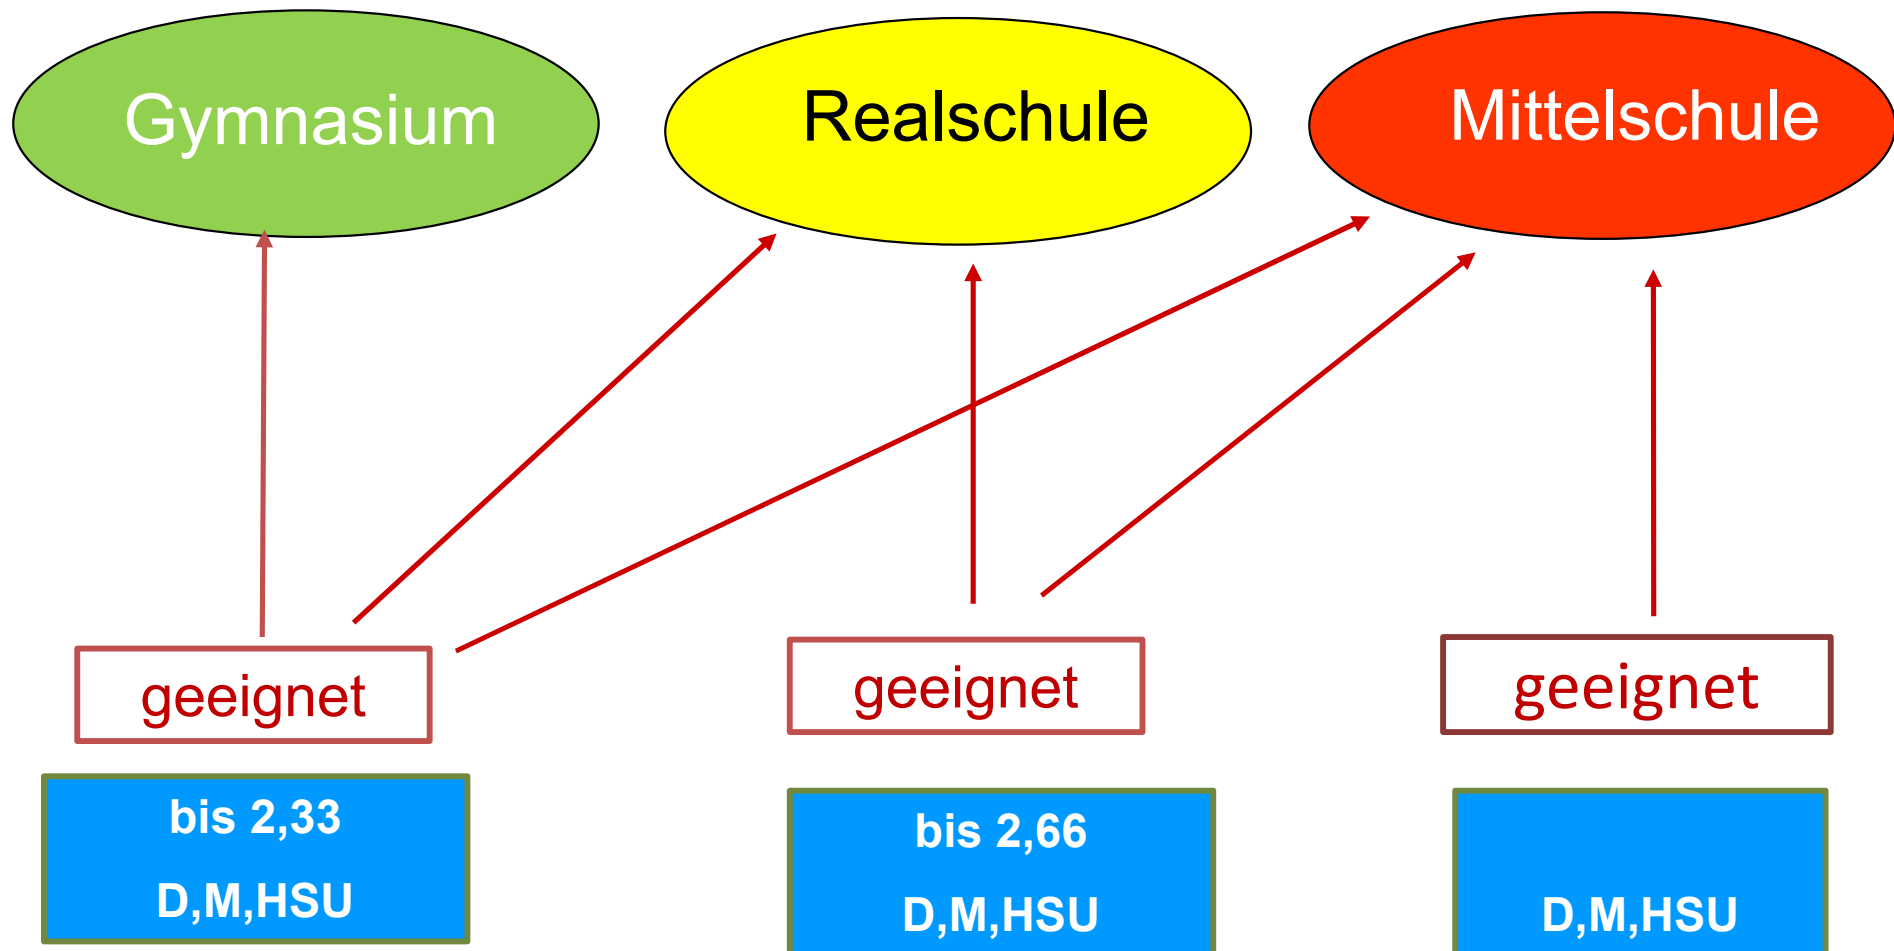 Gymnasium
Realschule
Mittelschule
geeignet
geeignet
geeignet
bis 2,33
D,M,HSU
bis 2,66
D,M,HSU
D,M,HSU